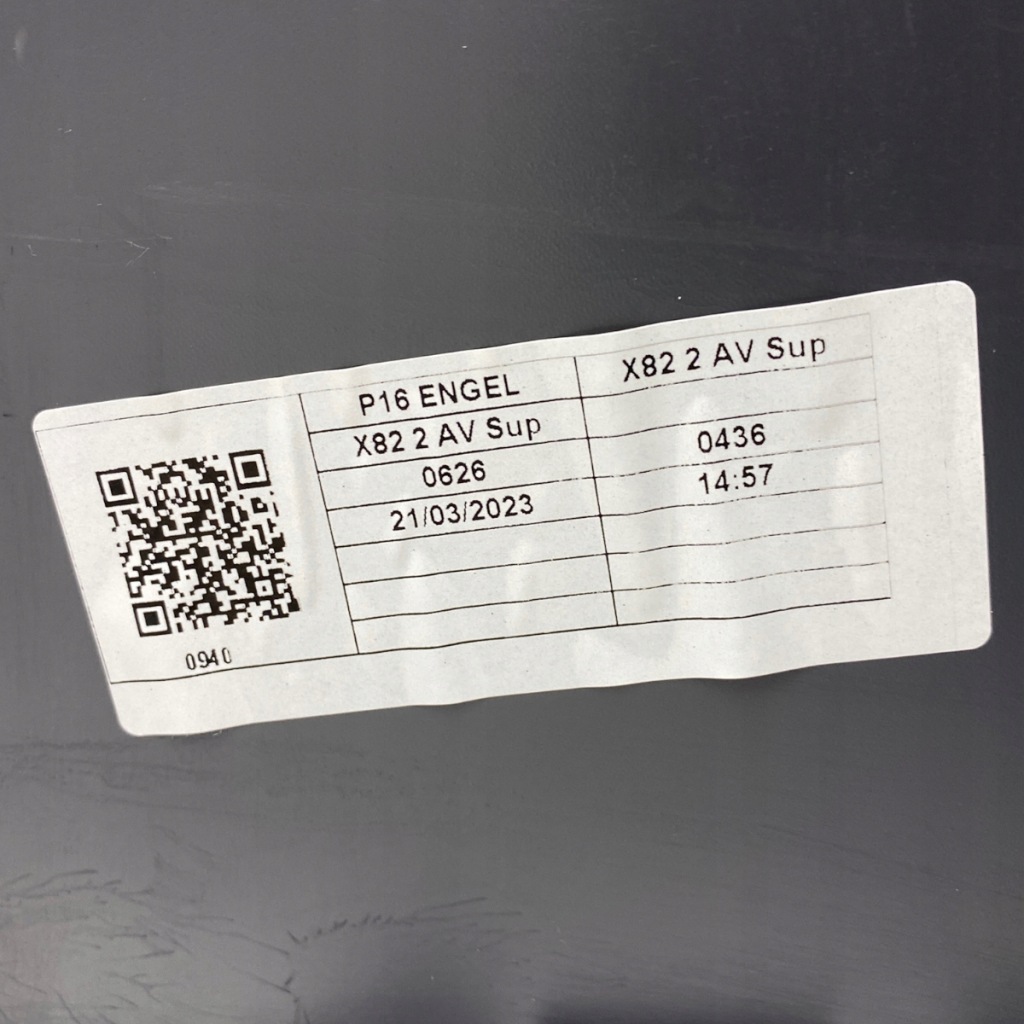 P16 ENGEL X82 2 AV Sup
X82 2 AV Sup
0626 0436
21/03/2023 14:57
0940